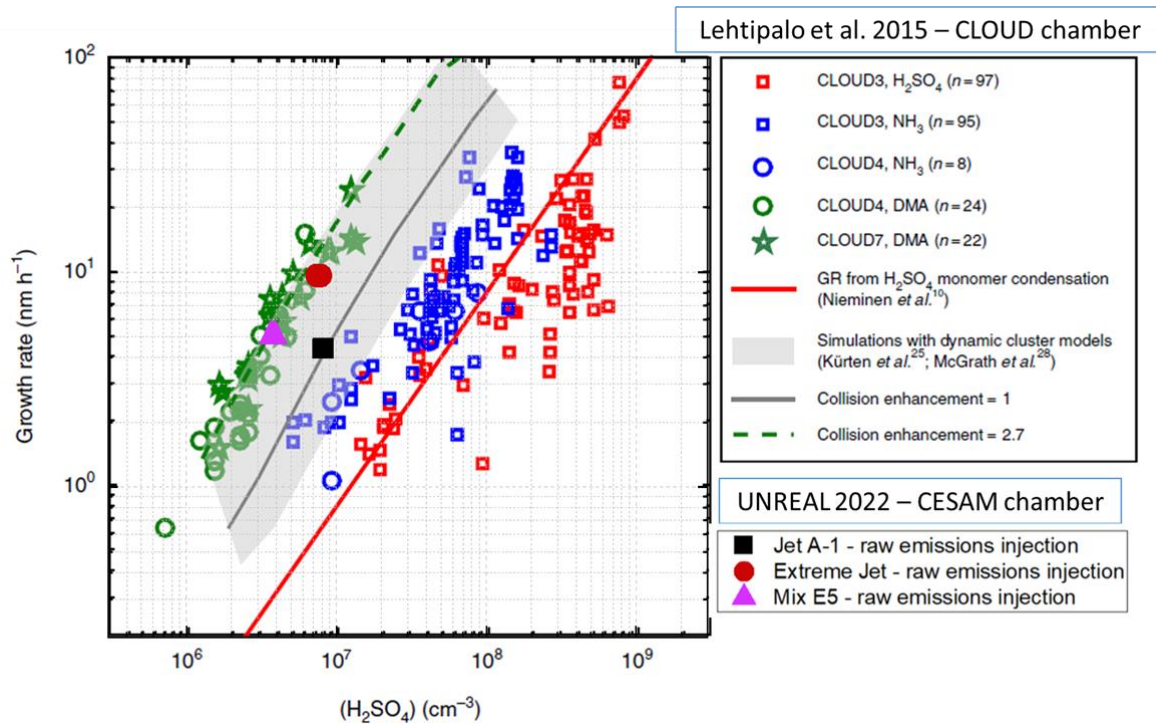 Lehtipalo et al. 2015 – CLOUD chamber
10²
10¹
10⁰
Growth rate (nm h⁻¹)
10⁶
10⁷
10⁸
10⁹
(H₂SO₄) (cm⁻³)
CLOUD3, H₂SO₄ (n = 97)
CLOUD3, NH₃ (n = 95)
CLOUD4, NH₃ (n = 8)
CLOUD4, DMA (n = 24)
CLOUD7, DMA (n = 22)
GR from H₂SO₄ monomer condensation
(Nieminen et al.¹⁰)
Simulations with dynamic cluster models
(Kürten et al.²⁵; McGrath et al.²⁸)
Collision enhancement = 1
Collision enhancement = 2.7
UNREAL 2022 – CESAM chamber
Jet A-1 - raw emissions injection
Extreme Jet - raw emissions injection
Mix E5 - raw emissions injection